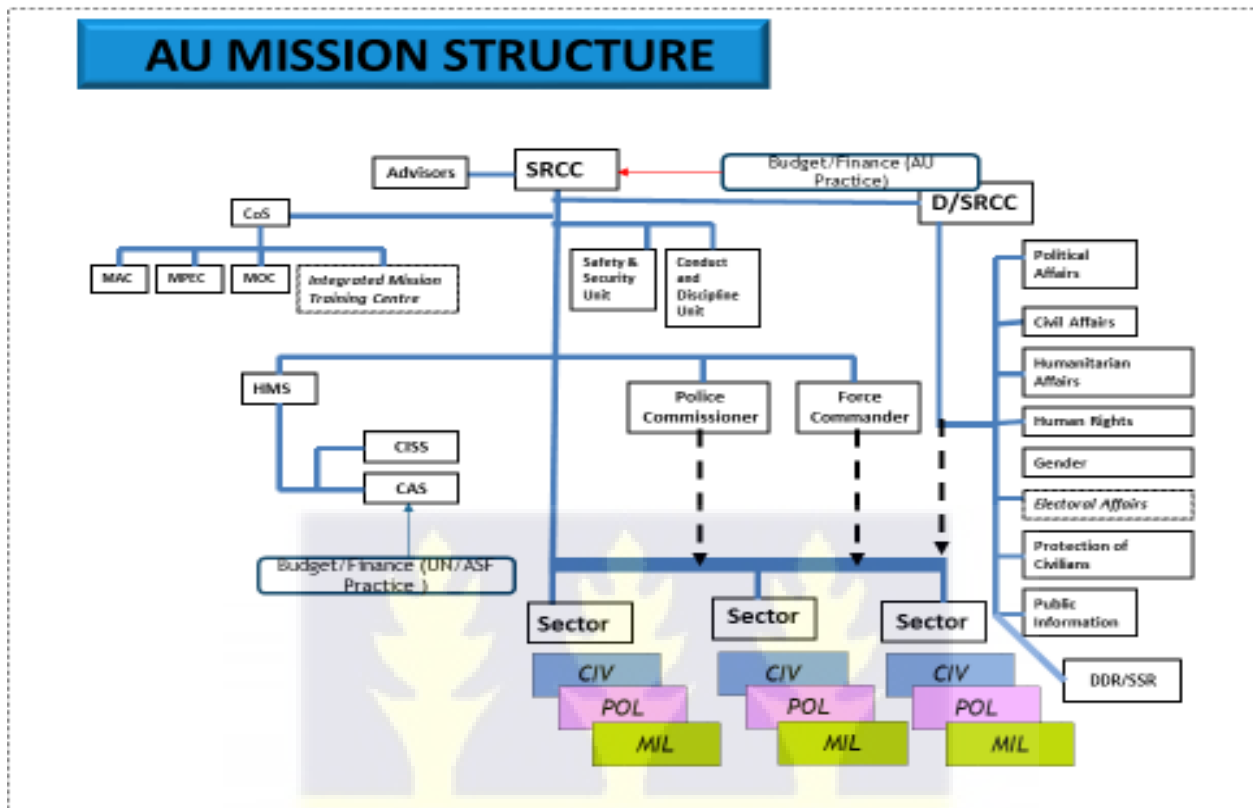 AU MISSION STRUCTURE
Advisors
SRCC
Budget/Finance (AU
Practice)
D/SRCC
CoS
MAC
MPEC
MOC
Integrated Mission
Training Centre
Safety &
Security
Unit
Conduct
and
Discipline
Unit
Political
Affairs
Civil Affairs
Humanitarian
Affairs
Human Rights
Gender
Electoral Affairs
Protection of
Civilians
Public
Information
DDR/SSR
HMS
Police
Commissioner
Force
Commander
CISS
CAS
Budget/Finance (UN/ASF
Practice )
Sector
CIV
POL
MIL
Sector
CIV
POL
MIL
Sector
CIV
POL
MIL